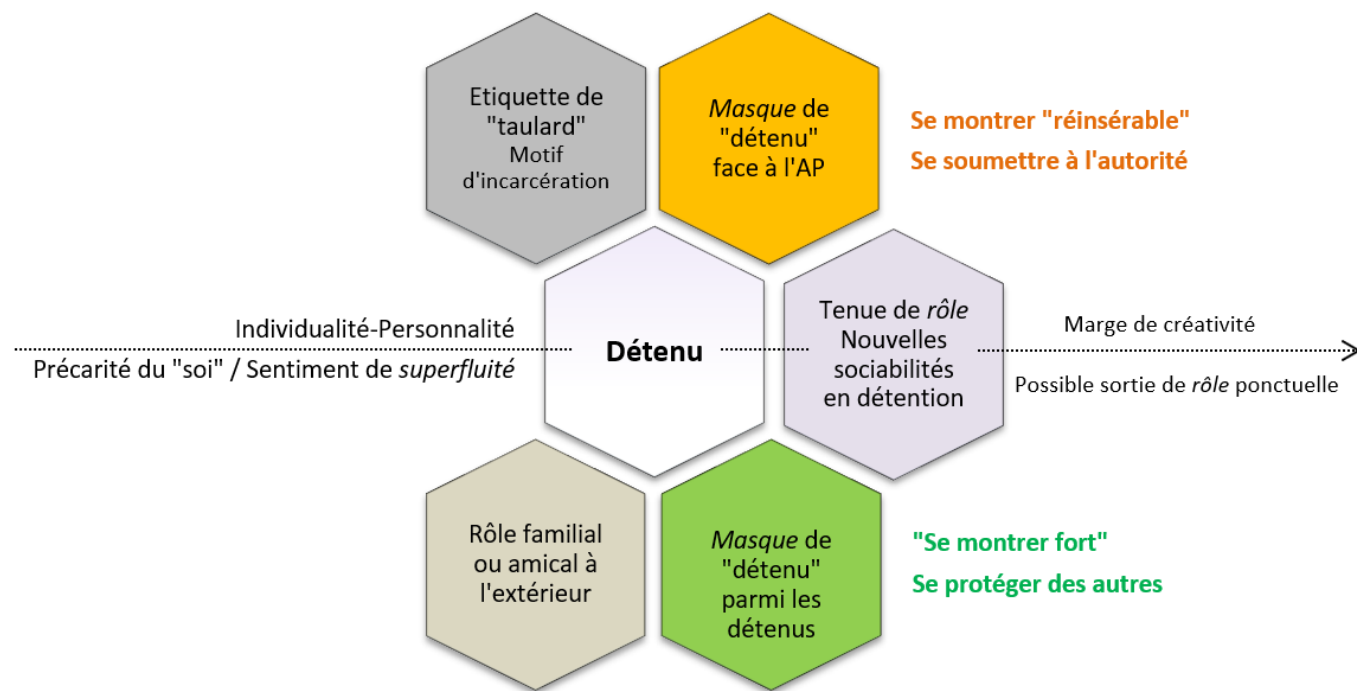 Etiquette de
"taulard"
Motif
d'incarcération
Masque de
"détenu"
face à l'AP
Se montrer "réinsérable"
Se soumettre à l'autorité
Individualité-Personnalité
Précarité du "soi" / Sentiment de superfluité
Détenu
Tenue de rôle
Nouvelles
sociabilités
en détention
Marge de créativité
Possible sortie de rôle ponctuelle
Rôle familial
ou amical à
l'extérieur
Masque de
"détenu"
parmi les
détenus
"Se montrer fort"
Se protéger des autres